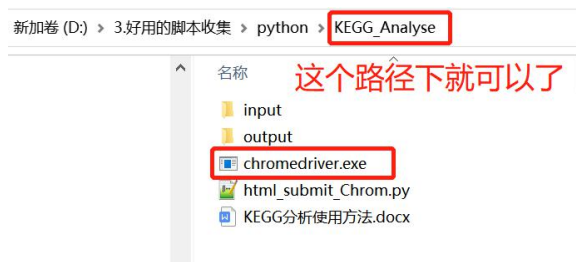 新加卷 (D:) > 3.好用的脚本收集 > python > KEGG_Analyse
名称
这个路径下就可以了
input
output
chromedriver.exe
html_submit_Chrom.py
KEGG分析使用方法.docx